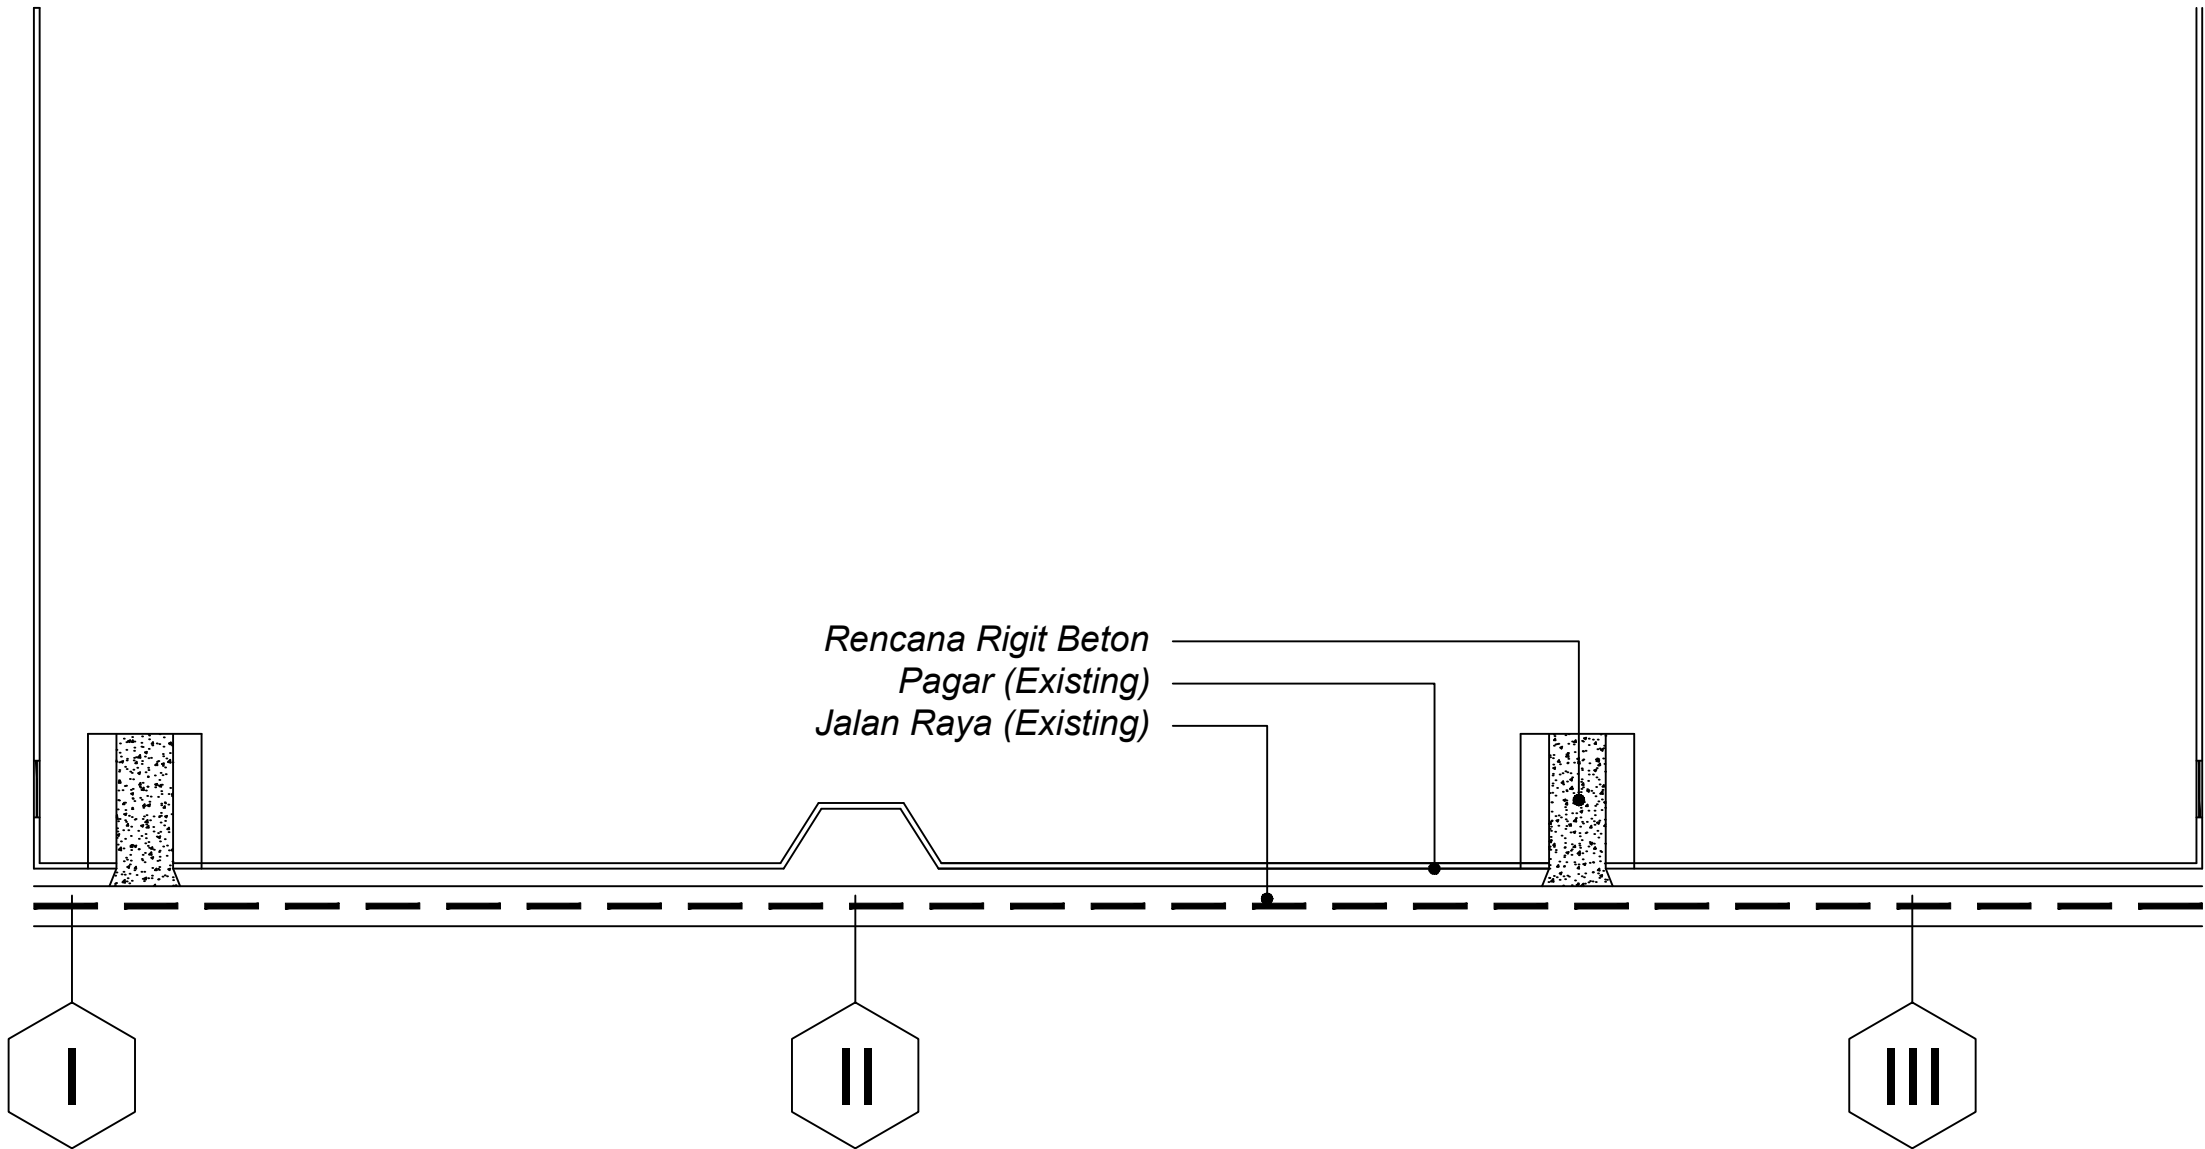 Rencana Rigit Beton
Pagar (Existing)
Jalan Raya (Existing)
I
II
III